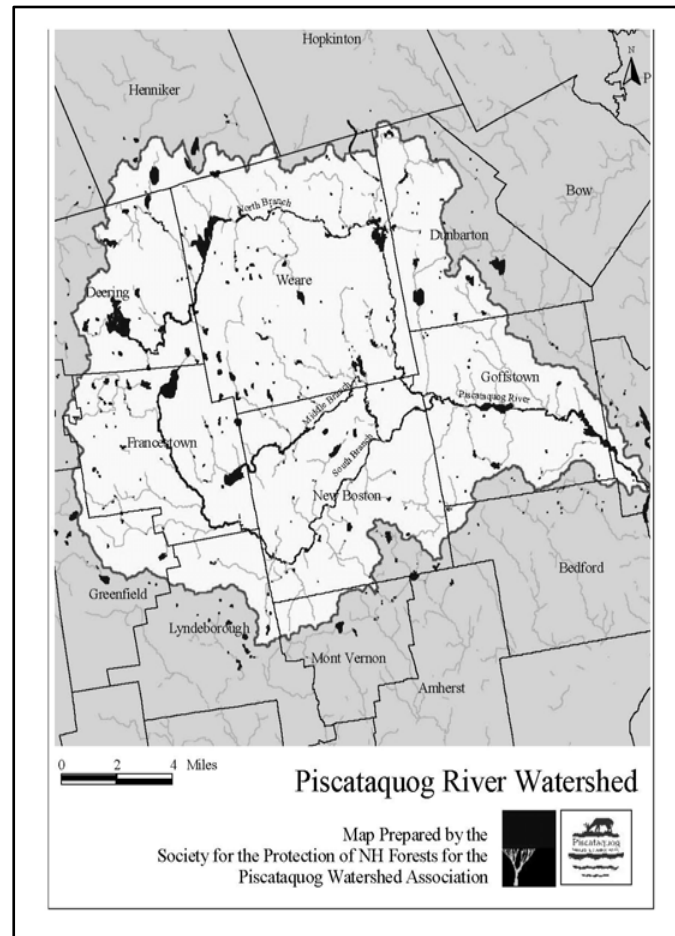 Hopkinton
N
P
Henniker
Bow
North Branch
Dunbarton
Weare
Deering
Goffstown
Piscataquog River
Middle Branch
Francestown
South Branch
New Boston
Bedford
Greenfield
Lyndeborough
Mont Vernon
Amherst
0 2 4 Miles
Piscataquog River Watershed
Map Prepared by the
Society for the Protection of NH Forests for the
Piscataquog Watershed Association
Piscataquog